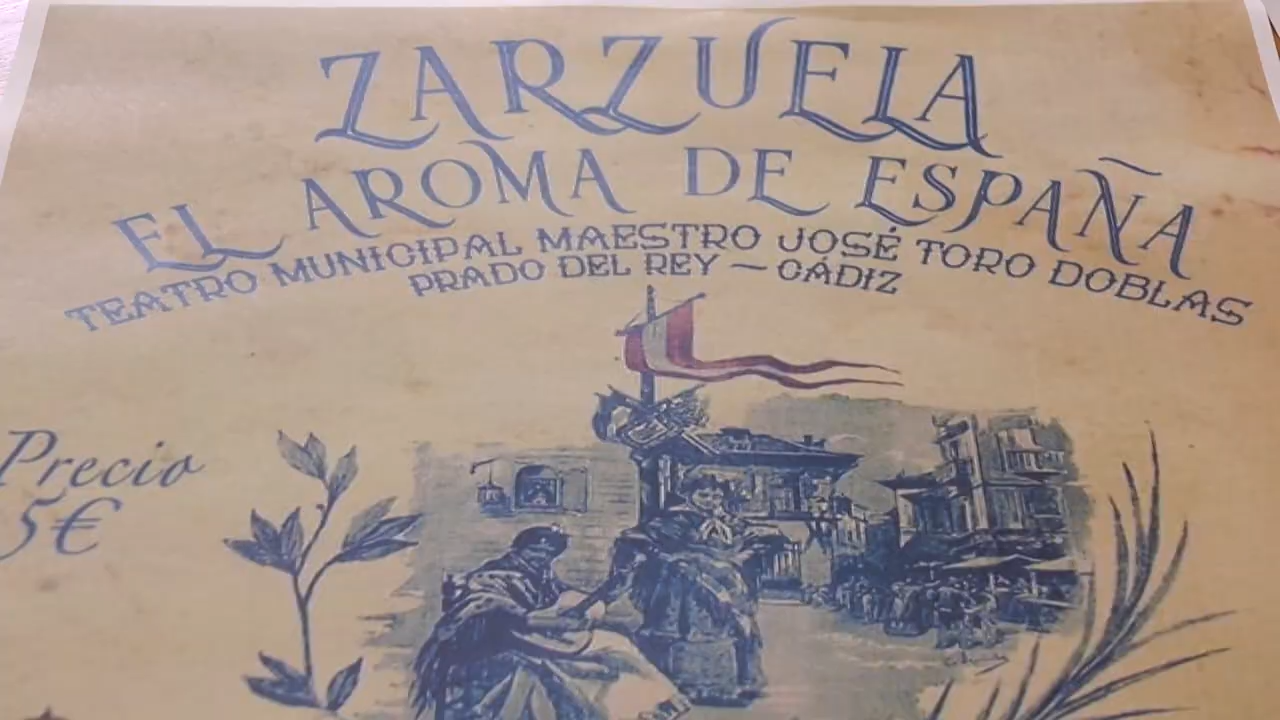 ZARZUELA
EL AROMA DE ESPAÑA
TEATRO MUNICIPAL MAESTRO JOSÉ TORO DOBLAS
PRADO DEL REY – CÁDIZ
Precio
5€